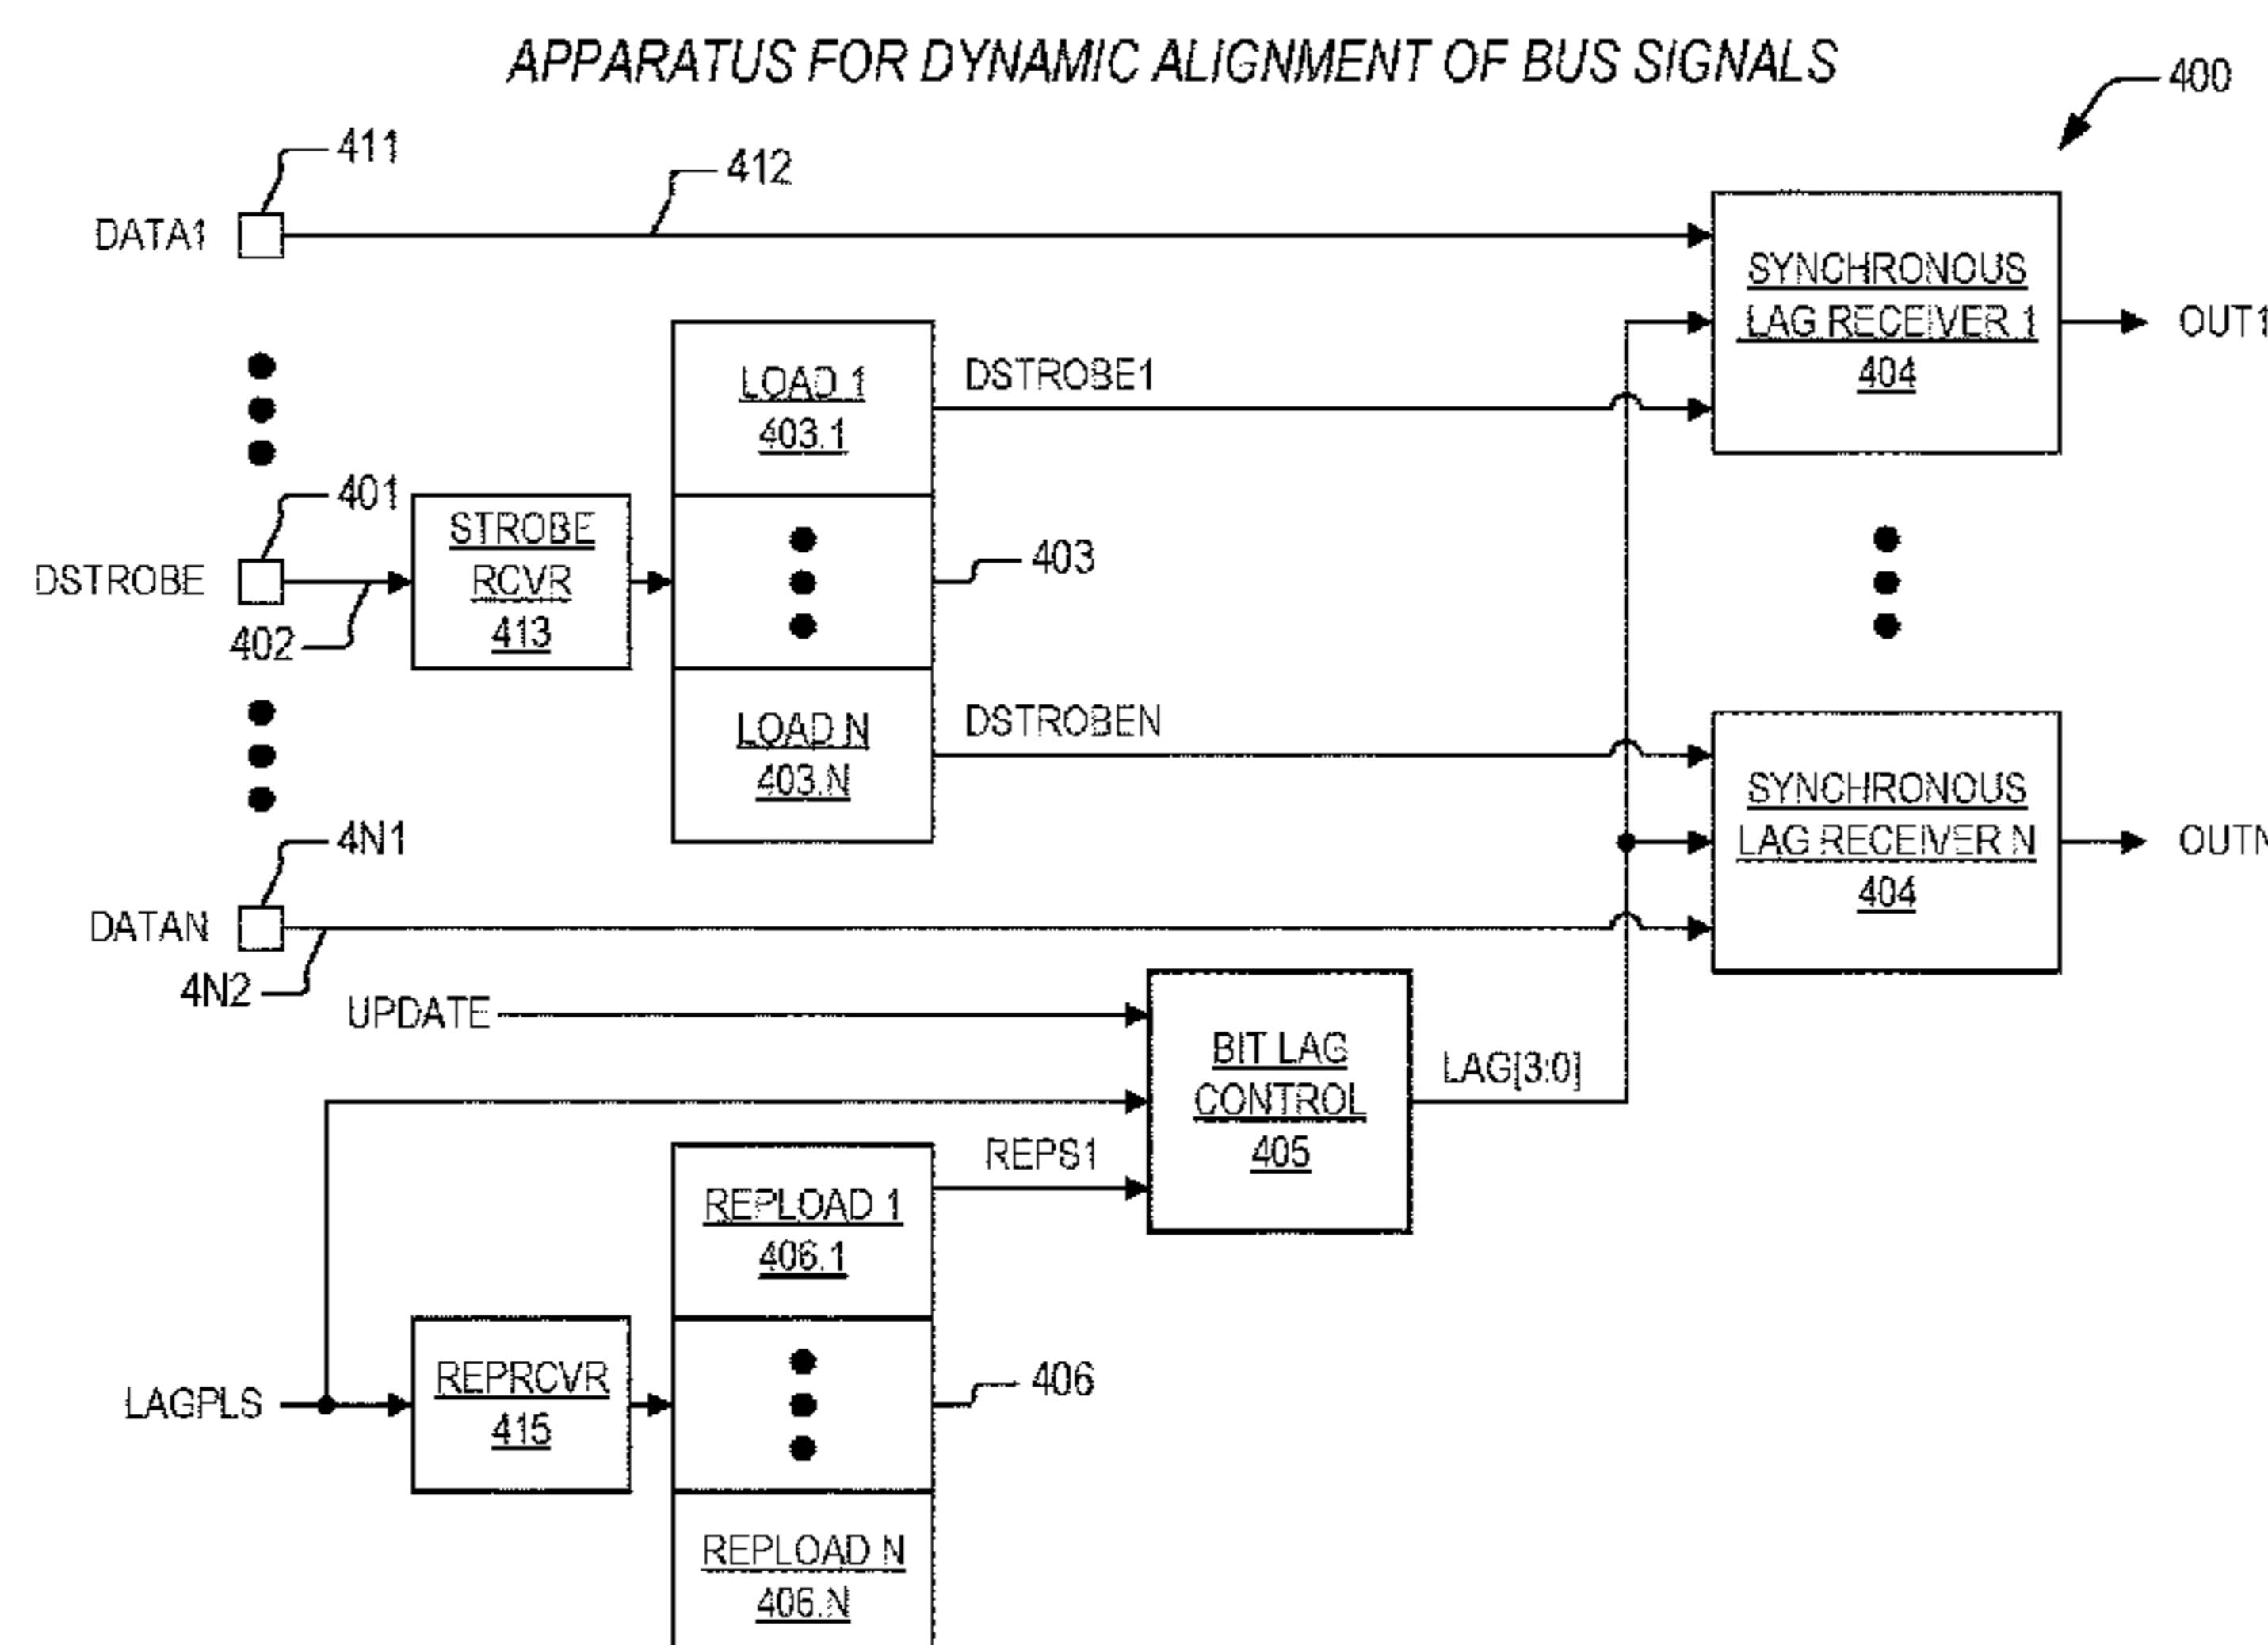 APPARATUS FOR DYNAMIC ALIGNMENT OF BUS SIGNALS
400
411
412
DATA1
SYNCHRONOUS
LAG RECEIVER 1
404
OUT1
LOAD 1
403.1
DSTROBE1
401
STROBE
RCVR
413
DSTROBE
402
403
LOAD N
403.N
DSTROBEN
SYNCHRONOUS
LAG RECEIVER N
404
OUTN
4N1
DATAN
4N2
UPDATE
BIT LAG
CONTROL
405
LAG[3:0]
REPS1
REPLOAD 1
406.1
LAGPLS
REPRCVR
415
406
REPLOAD N
406.N